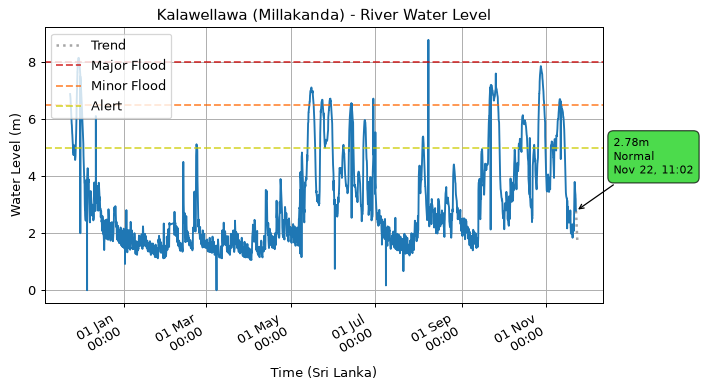 Kalawellawa (Millakanda) - River Water Level
Trend
Major Flood
Minor Flood
Alert
Water Level (m)
8
6
4
2
0
2.78m
Normal
Nov 22, 11:02
01 Jan
00:00
01 Mar
00:00
01 May
00:00
01 Jul
00:00
01 Sep
00:00
01 Nov
00:00
Time (Sri Lanka)